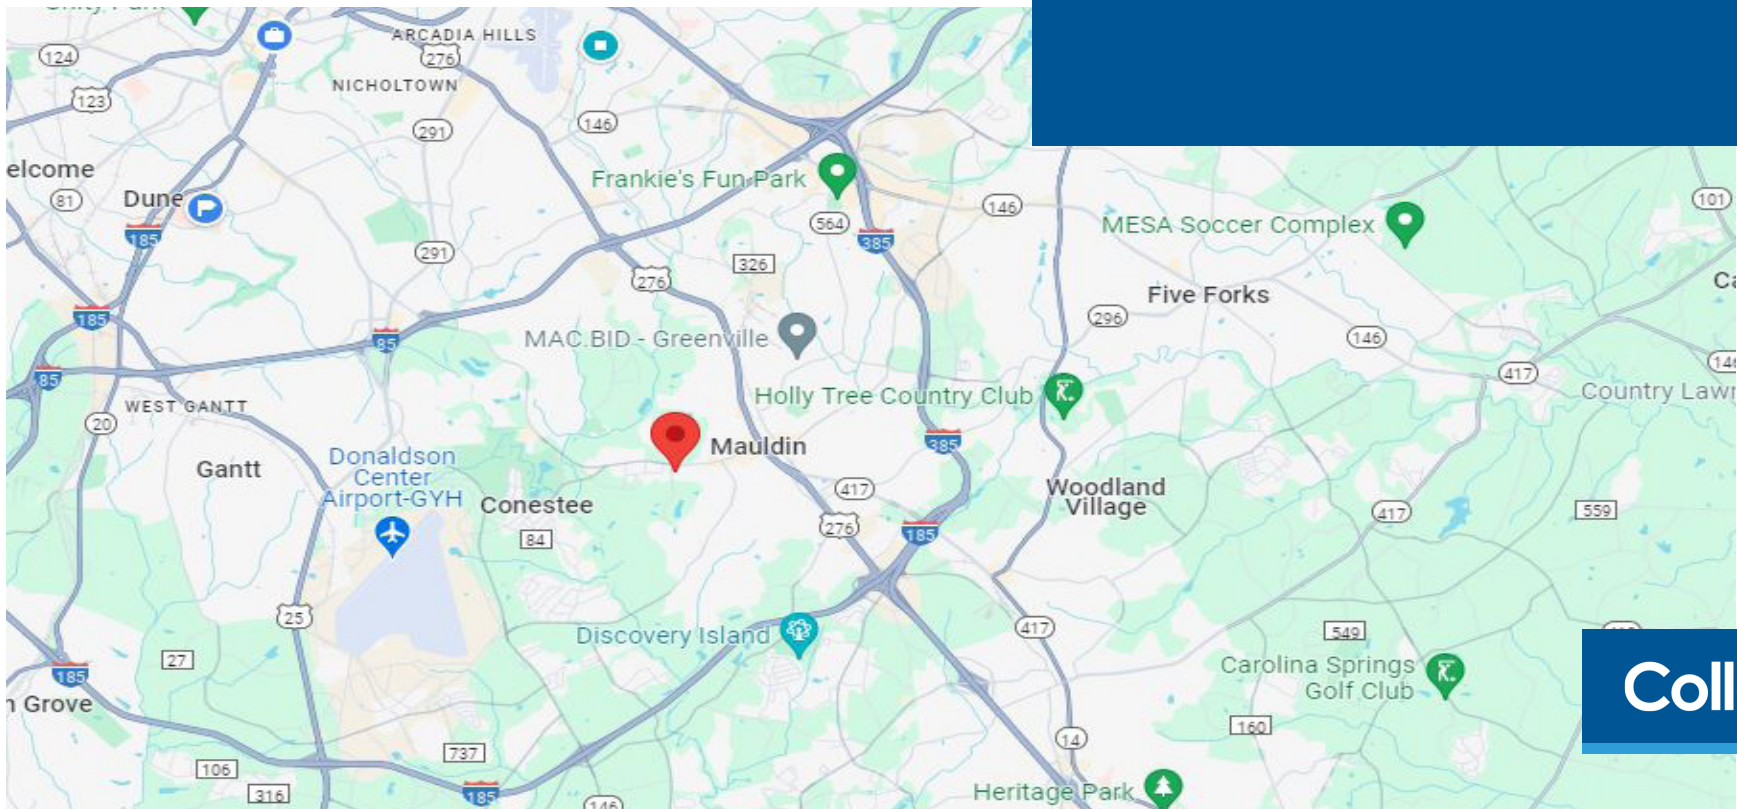 ARCADIA HILLS
276
124
NICHOLTOWN
123
291
146
elcome
Dune
81
Frankie's Fun Park
146
101
564
MESA Soccer Complex
185
291
385
326
276
Five Forks
Ca
185
296
85
MAC.BID - Greenville
146
417
146
85
Holly Tree Country Club
Country Lawn
WEST GANTT
20
Mauldin
385
Donaldson
Center
Airport-GYH
Gantt
Conestee
417
Woodland
Village
276
185
417
559
84
25
Discovery Island
417
549
27
185
Carolina Springs
Golf Club
Coll
n Grove
160
14
737
106
316
185
146
Heritage Park